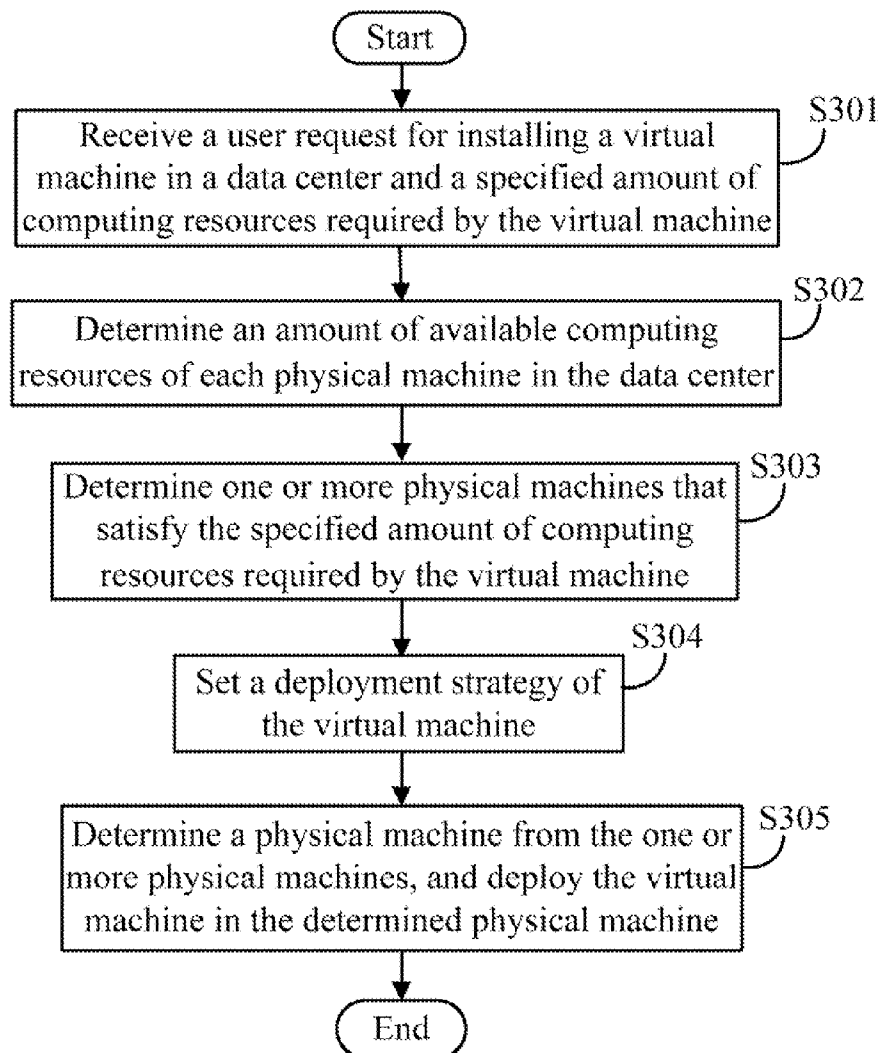 Start
S301
Receive a user request for installing a virtual
machine in a data center and a specified amount of
computing resources required by the virtual machine
S302
Determine an amount of available computing
resources of each physical machine in the data center
S303
Determine one or more physical machines that
satisfy the specified amount of computing
resources required by the virtual machine
S304
Set a deployment strategy of
the virtual machine
S305
Determine a physical machine from the one or
more physical machines, and deploy the virtual
machine in the determined physical machine
End